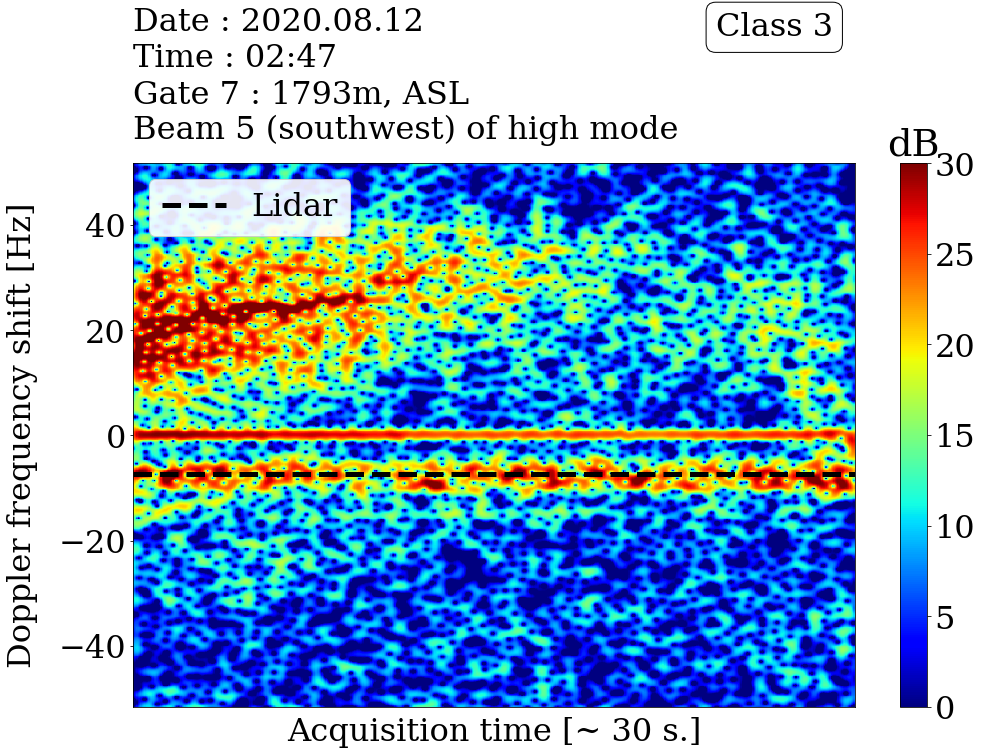 Date : 2020.08.12
Time : 02:47
Gate 7 : 1793m, ASL
Beam 5 (southwest) of high mode
Class 3
dB
Lidar
Doppler frequency shift [Hz]
40
20
0
−20
−40
Acquisition time [~ 30 s.]
30
25
20
15
10
5
0